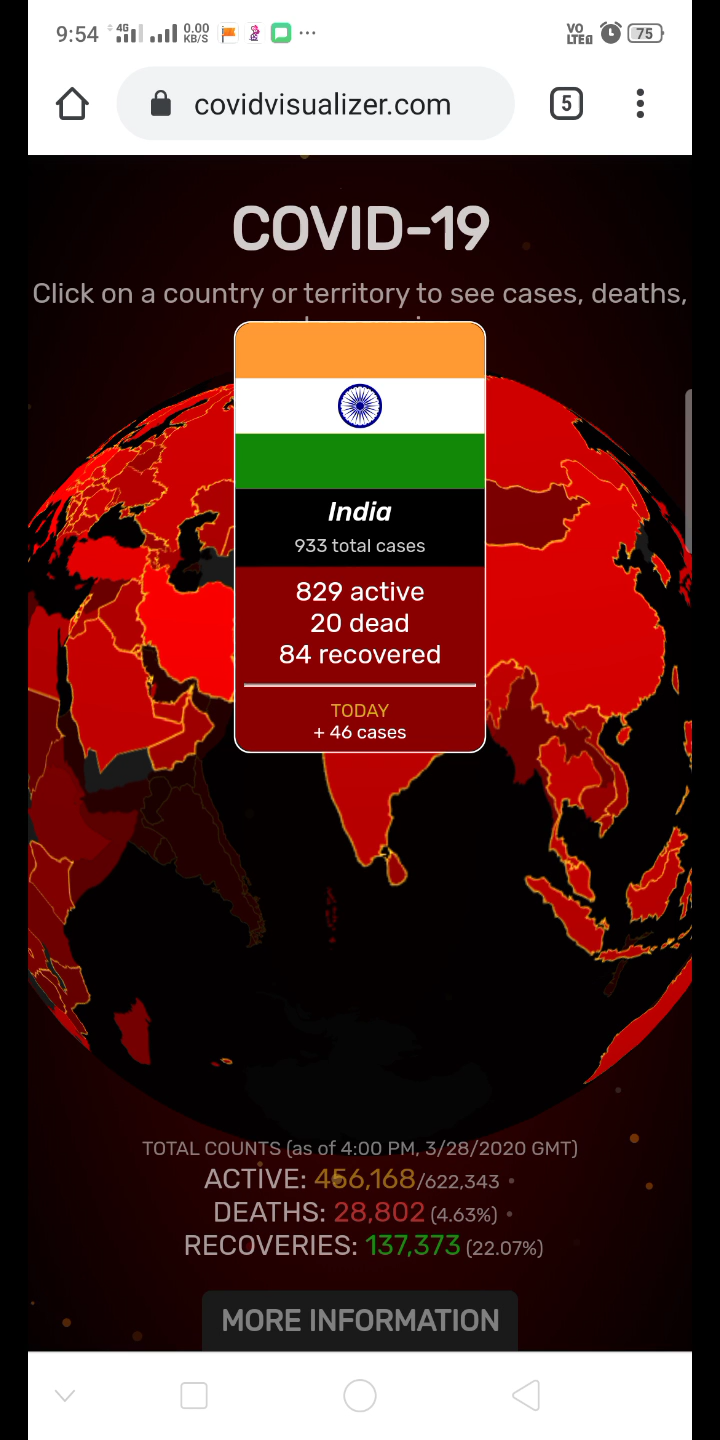 9:54 4G 0.00 KB/S ... VO LTE 75
covidvisualizer.com 5
COVID-19
Click on a country or territory to see cases, deaths,
India
933 total cases
829 active
20 dead
84 recovered
TODAY
+ 46 cases
TOTAL COUNTS (as of 4:00 PM, 3/28/2020 GMT)
ACTIVE: 456,168/622,343
DEATHS: 28,802 (4.63%)
RECOVERIES: 137,373 (22.07%)
MORE INFORMATION